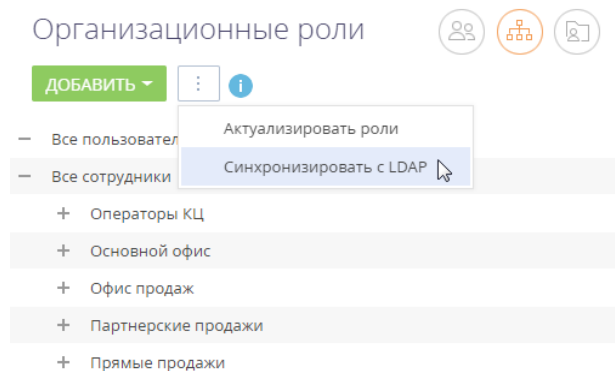 Организационные роли
ДОБАВИТЬ
i
Актуализировать роли
Все
Синхронизировать с LDAP
Все сотрудники
Операторы КЦ
Основной офис
Офис продаж
Партнерские продажи
Прямые продажи